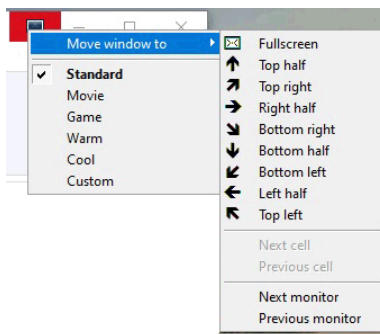 Move window to
Standard
Movie
Game
Warm
Cool
Custom
Fullscreen
Top half
Top right
Right half
Bottom right
Bottom half
Bottom left
Left half
Top left
Next cell
Previous cell
Next monitor
Previous monitor